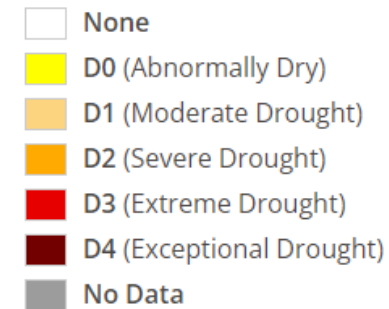 None
D0 (Abnormally Dry)
D1 (Moderate Drought)
D2 (Severe Drought)
D3 (Extreme Drought)
D4 (Exceptional Drought)
No Data